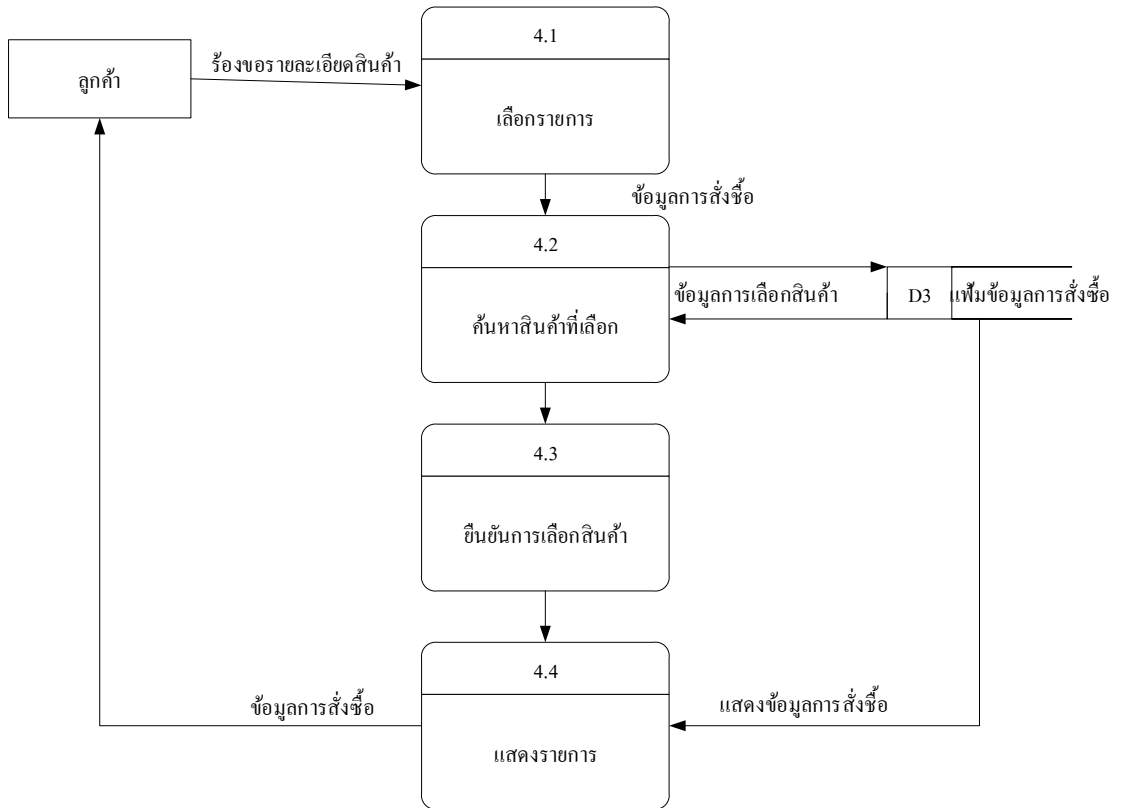 4.1
ลูกค้า
ร้องขอรายละเอียดสินค้า
เลือกรายการ
ข้อมูลการสั่งชื้อ
4.2
ข้อมูลการเลือกสินค้า
D3
แฟ้มข้อมูลการสั่งซื้อ
ค้นหาสินค้าที่เลือก
4.3
ยืนยันการเลือกสินค้า
4.4
ข้อมูลการสั่งซื้อ
แสดงข้อมูลการสั่งชื้อ
แสดงรายการ